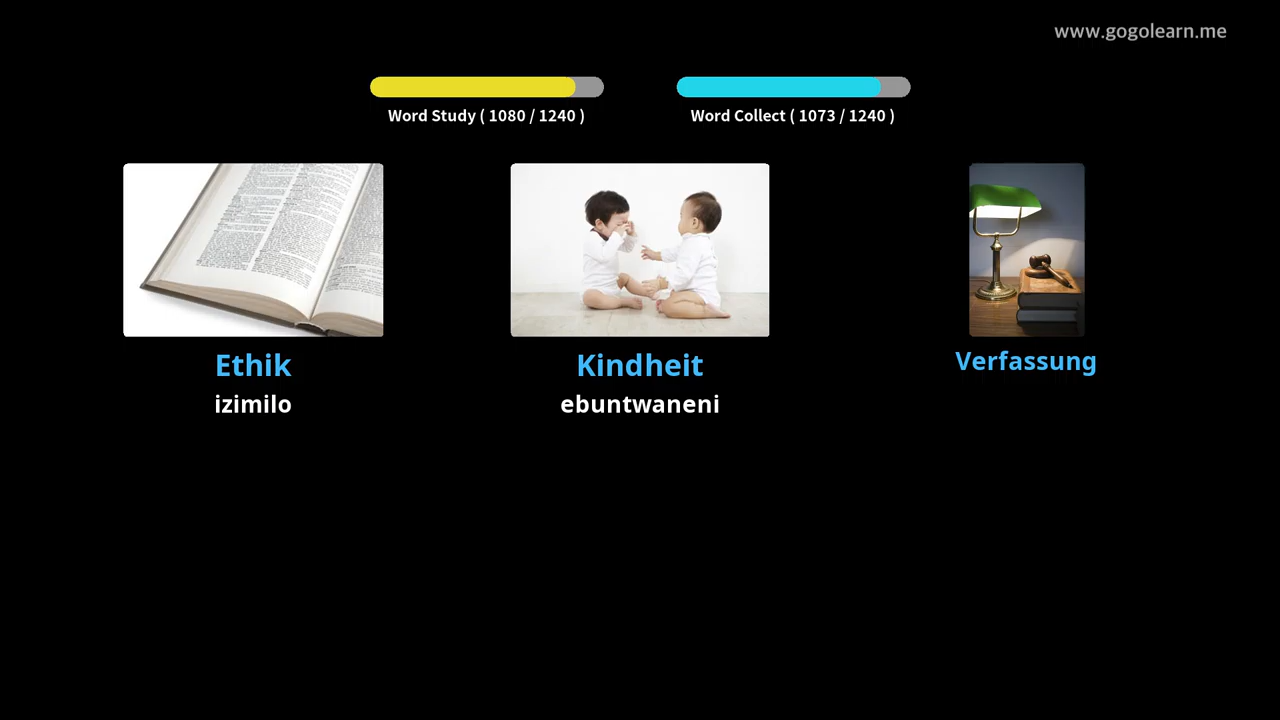 www.gogolearn.me
Word Study ( 1080 / 1240 )
Word Collect ( 1073 / 1240 )
Ethik
izimilo
Kindheit
ebuntwaneni
Verfassung